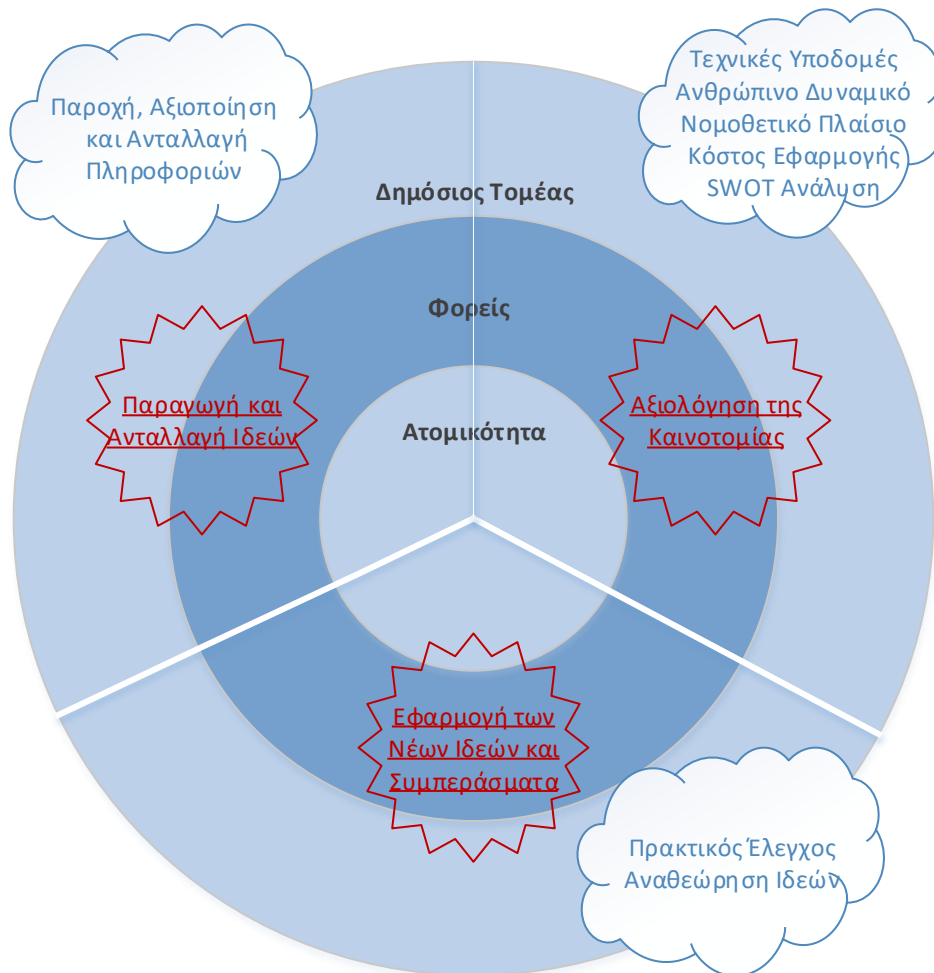 Παροχή, Αξιοποίηση
και Ανταλλαγή
Πληροφοριών
Τεχνικές Υποδομές
Ανθρώπινο Δυναμικό
Νομοθετικό Πλαίσιο
Κόστος Εφαρμογής
SWOT Ανάλυση
Δημόσιος Τομέας
Φορείς
Ατομικότητα
Παραγωγή και
Ανταλλαγή Ιδεών
Αξιολόγηση της
Καινοτομίας
Εφαρμογή των
Νέων Ιδεών και
Συμπεράσματα
Πρακτικός Έλεγχος
Αναθεώρηση Ιδεών